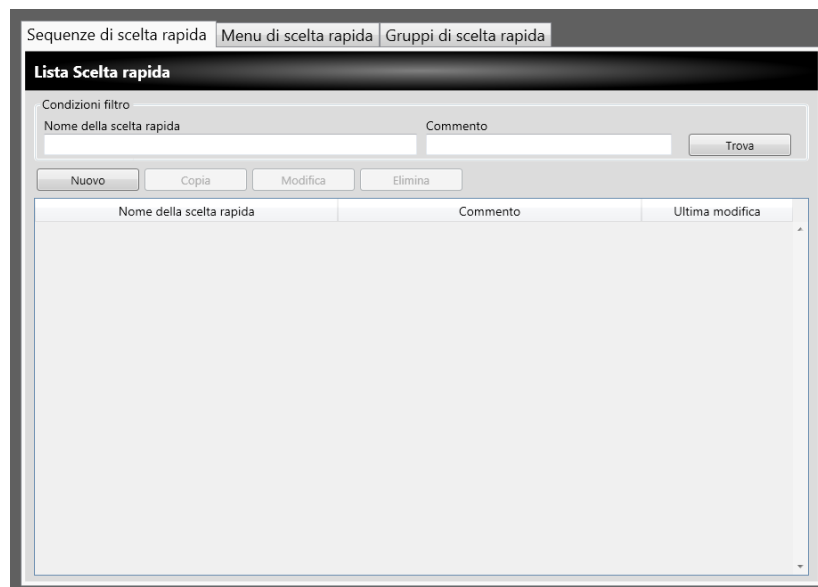 Sequenze di scelta rapida Menu di scelta rapida Gruppi di scelta rapida
Lista Scelta rapida
Condizioni filtro
Nome della scelta rapida Commento
Trova
Nuovo Copia Modifica Elimina
Nome della scelta rapida Commento Ultima modifica